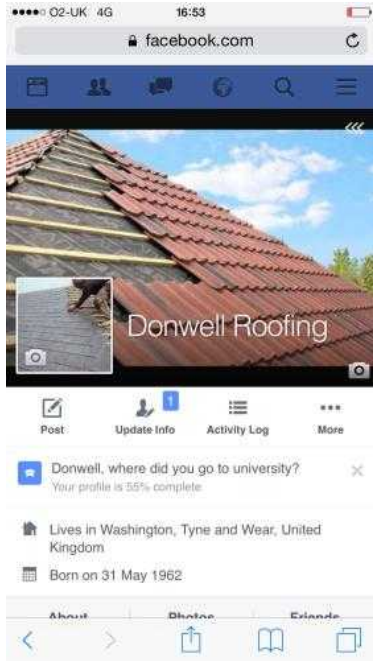 O2-UK 4G 16:53
facebook.com
Donwell Roofing
1
Post Update Info Activity Log More
Donwell, where did you go to university?
Your profile is 55% complete
Lives in Washington, Tyne and Wear, United
Kingdom
Born on 31 May 1962
About Photos Friends